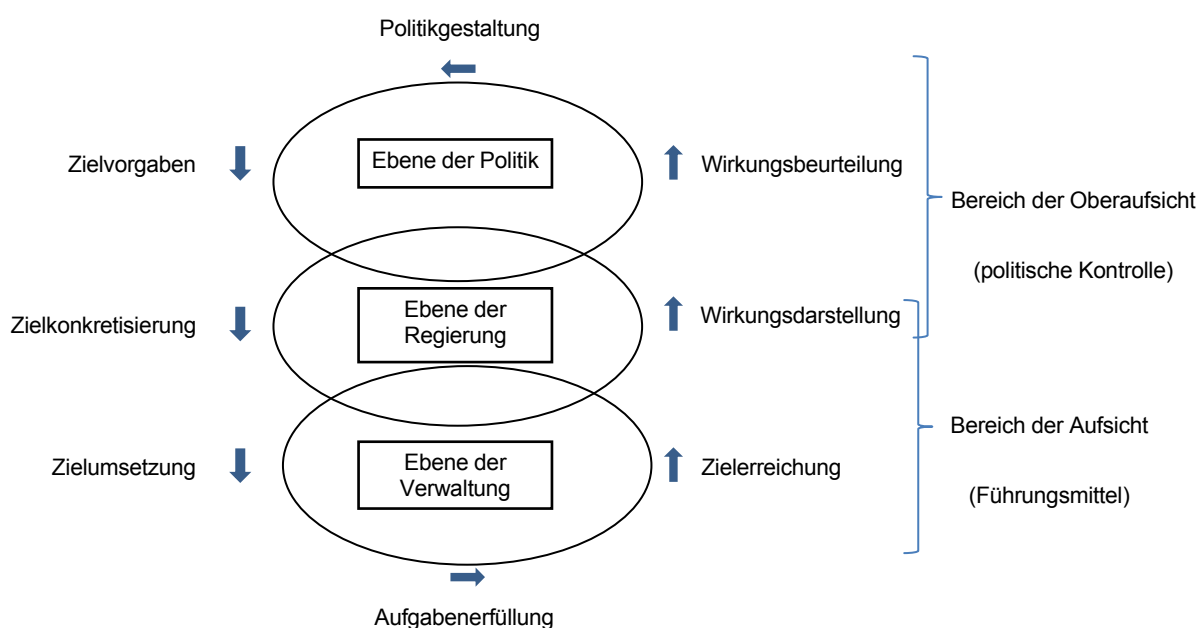 Politikgestaltung
Zielvorgaben
Ebene der Politik
Wirkungsbeurteilung
Bereich der Oberaufsicht
(politische Kontrolle)
Zielkonkretisierung
Ebene der
Regierung
Wirkungsdarstellung
Bereich der Aufsicht
(Führungsmittel)
Zielumsetzung
Ebene der
Verwaltung
Zielerreichung
Aufgabenerfüllung